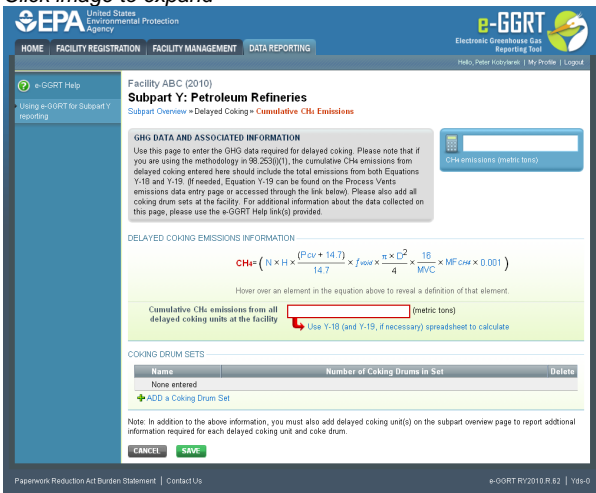 Click image to expand
EPA United States Environmental Protection Agency
e-GGRT
Electronic Greenhouse Gas
Reporting Tool
HOME FACILITY REGISTRATION FACILITY MANAGEMENT DATA REPORTING
Hello, Peter Kobylarek | My Profile | Logout
e-GGRT Help
Using e-GGRT for Subpart Y
reporting
Facility ABC (2010)
Subpart Y: Petroleum Refineries
Subpart Overview » Delayed Coking » Cumulative CH₄ Emissions
GHG DATA AND ASSOCIATED INFORMATION
Use this page to enter the GHG data required for delayed coking. Please note that if
you are using the methodology in 98.253(i)(1), the cumulative CH4 emissions from
delayed coking entered here should include the total emissions from both Equations
Y-18 and Y-19. (If needed, Equation Y-19 can be found on the Process Vents
emissions data entry page or accessed through the link below). Please also add all
coking drum sets at the facility. For additional information about the data collected on
this page, please use the e-GGRT Help link(s) provided.
CH₄ emissions (metric tons)
DELAYED COKING EMISSIONS INFORMATION
CH₄= ( N × H × (PCV + 14.7) / 14.7 × fvoid × π × D² / 4 × 16 / MVC × MFCH4 × 0.001 )
Hover over an element in the equation above to reveal a definition of that element.
Cumulative CH₄ emissions from all
delayed coking units at the facility
(metric tons)
Use Y-18 (and Y-19, if necessary) spreadsheet to calculate
COKING DRUM SETS
Name Number of Coking Drums in Set Delete
None entered
ADD a Coking Drum Set
Note: In addition to the above information, you must also add delayed coking unit(s) on the subpart overview page to report addtional
information required for each delayed coking unit and coke drum.
CANCEL SAVE
Paperwork Reduction Act Burden Statement | Contact Us
e-GGRT RY2010.R.62 | Yds-0